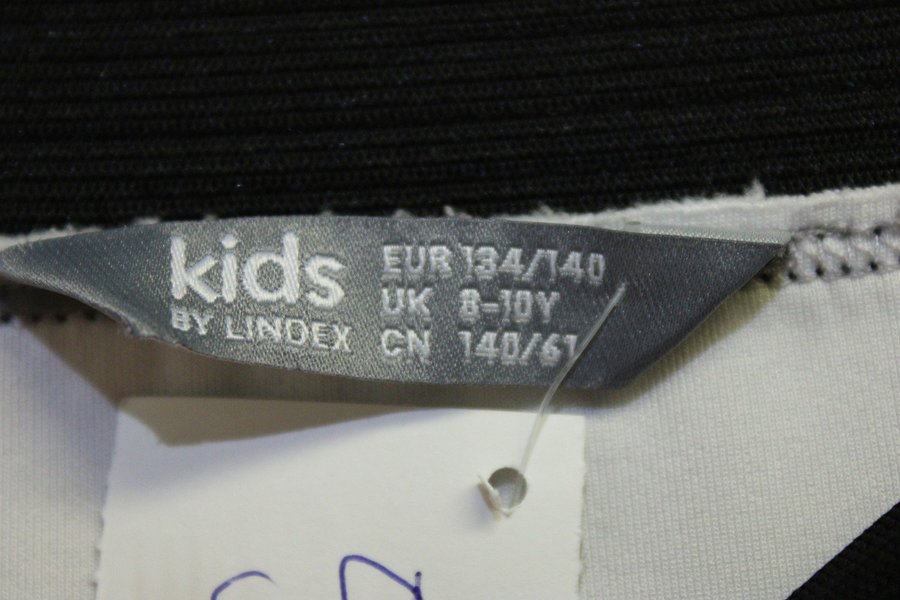 kids
BY LINDEX
EUR 134/140
UK 8-10Y
CN 140/61